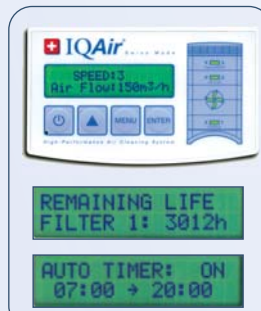 IQAir
Swiss Made
SPEED:3
Air Flow:150m3/h
MENU
ENTER
High-Performance Air Cleaning System
REMAINING LIFE
FILTER 1: 3012h
AUTO TIMER: ON
07:00 → 20:00